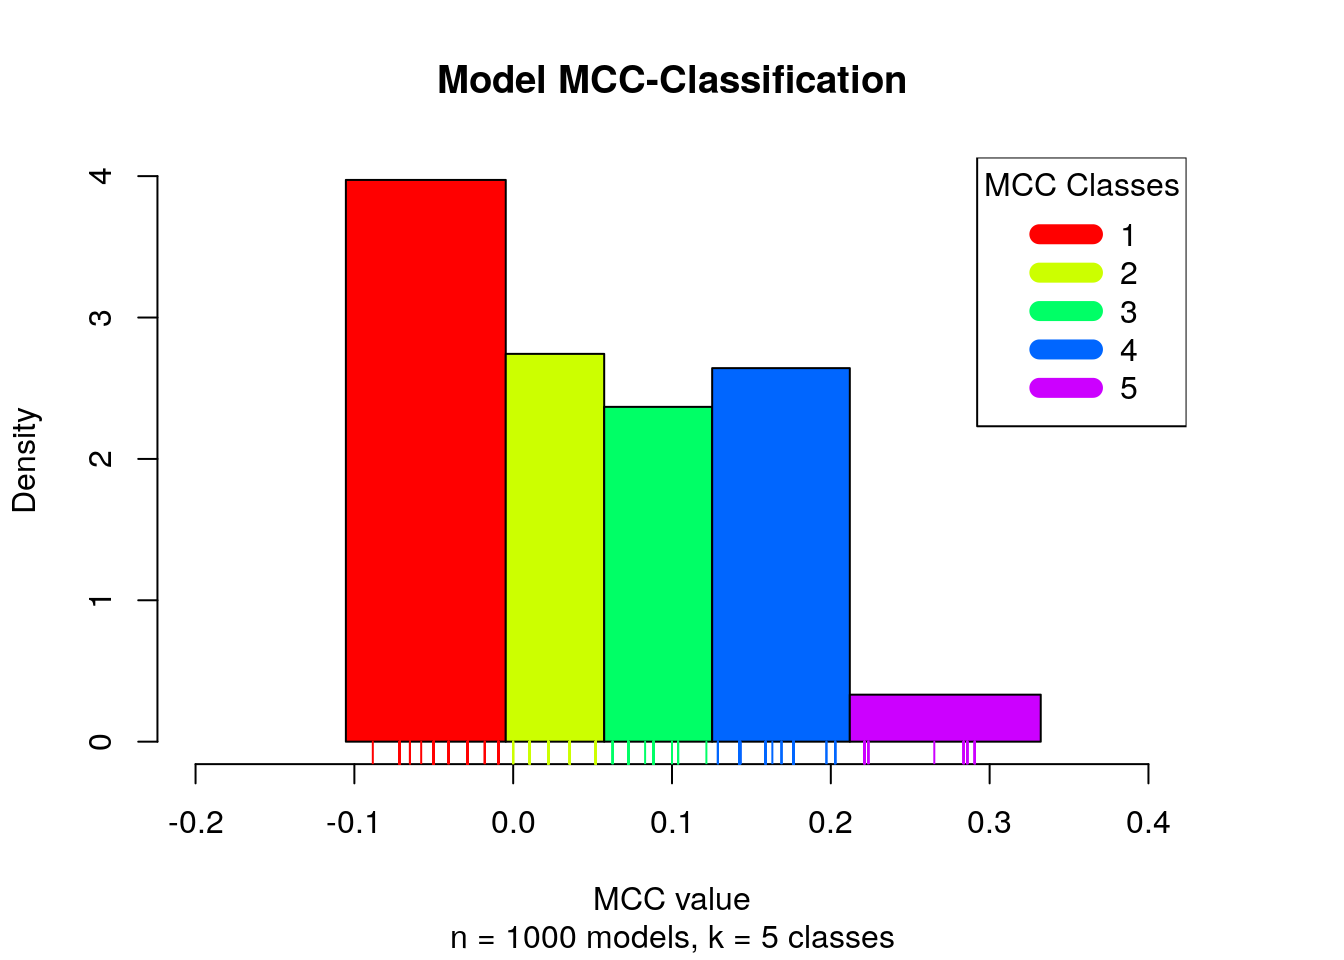 Model MCC-Classification
MCC Classes
1
2
3
4
5
Density
4
3
2
1
0
-0.2 -0.1 0.0 0.1 0.2 0.3 0.4
MCC value
n = 1000 models, k = 5 classes